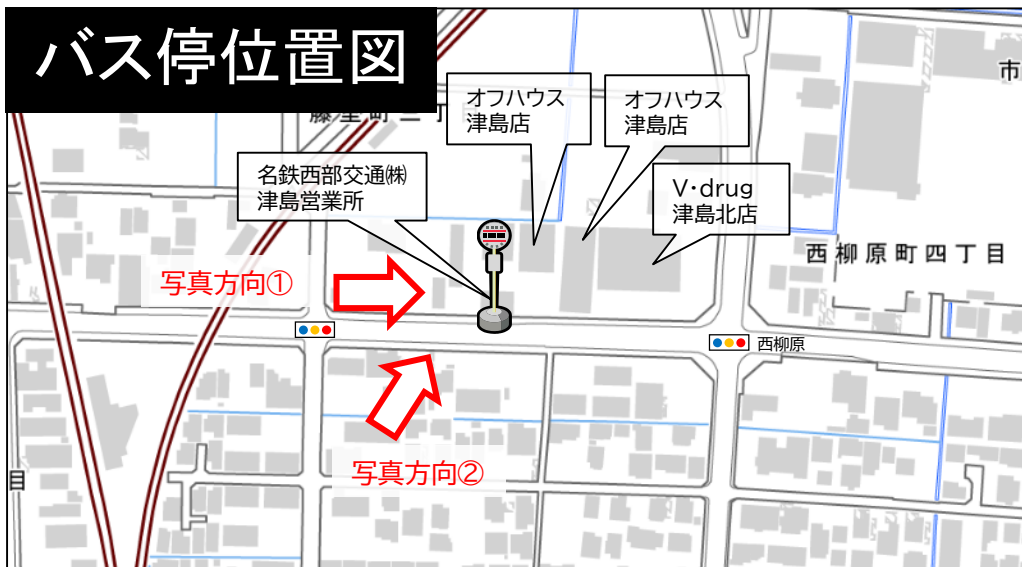 バス停位置図
市
オフハウス
津島店
オフハウス
津島店
名鉄西部交通㈱
津島営業所
V・drug
津島北店
西柳原町四丁目
写真方向①
西柳原
写真方向②
目